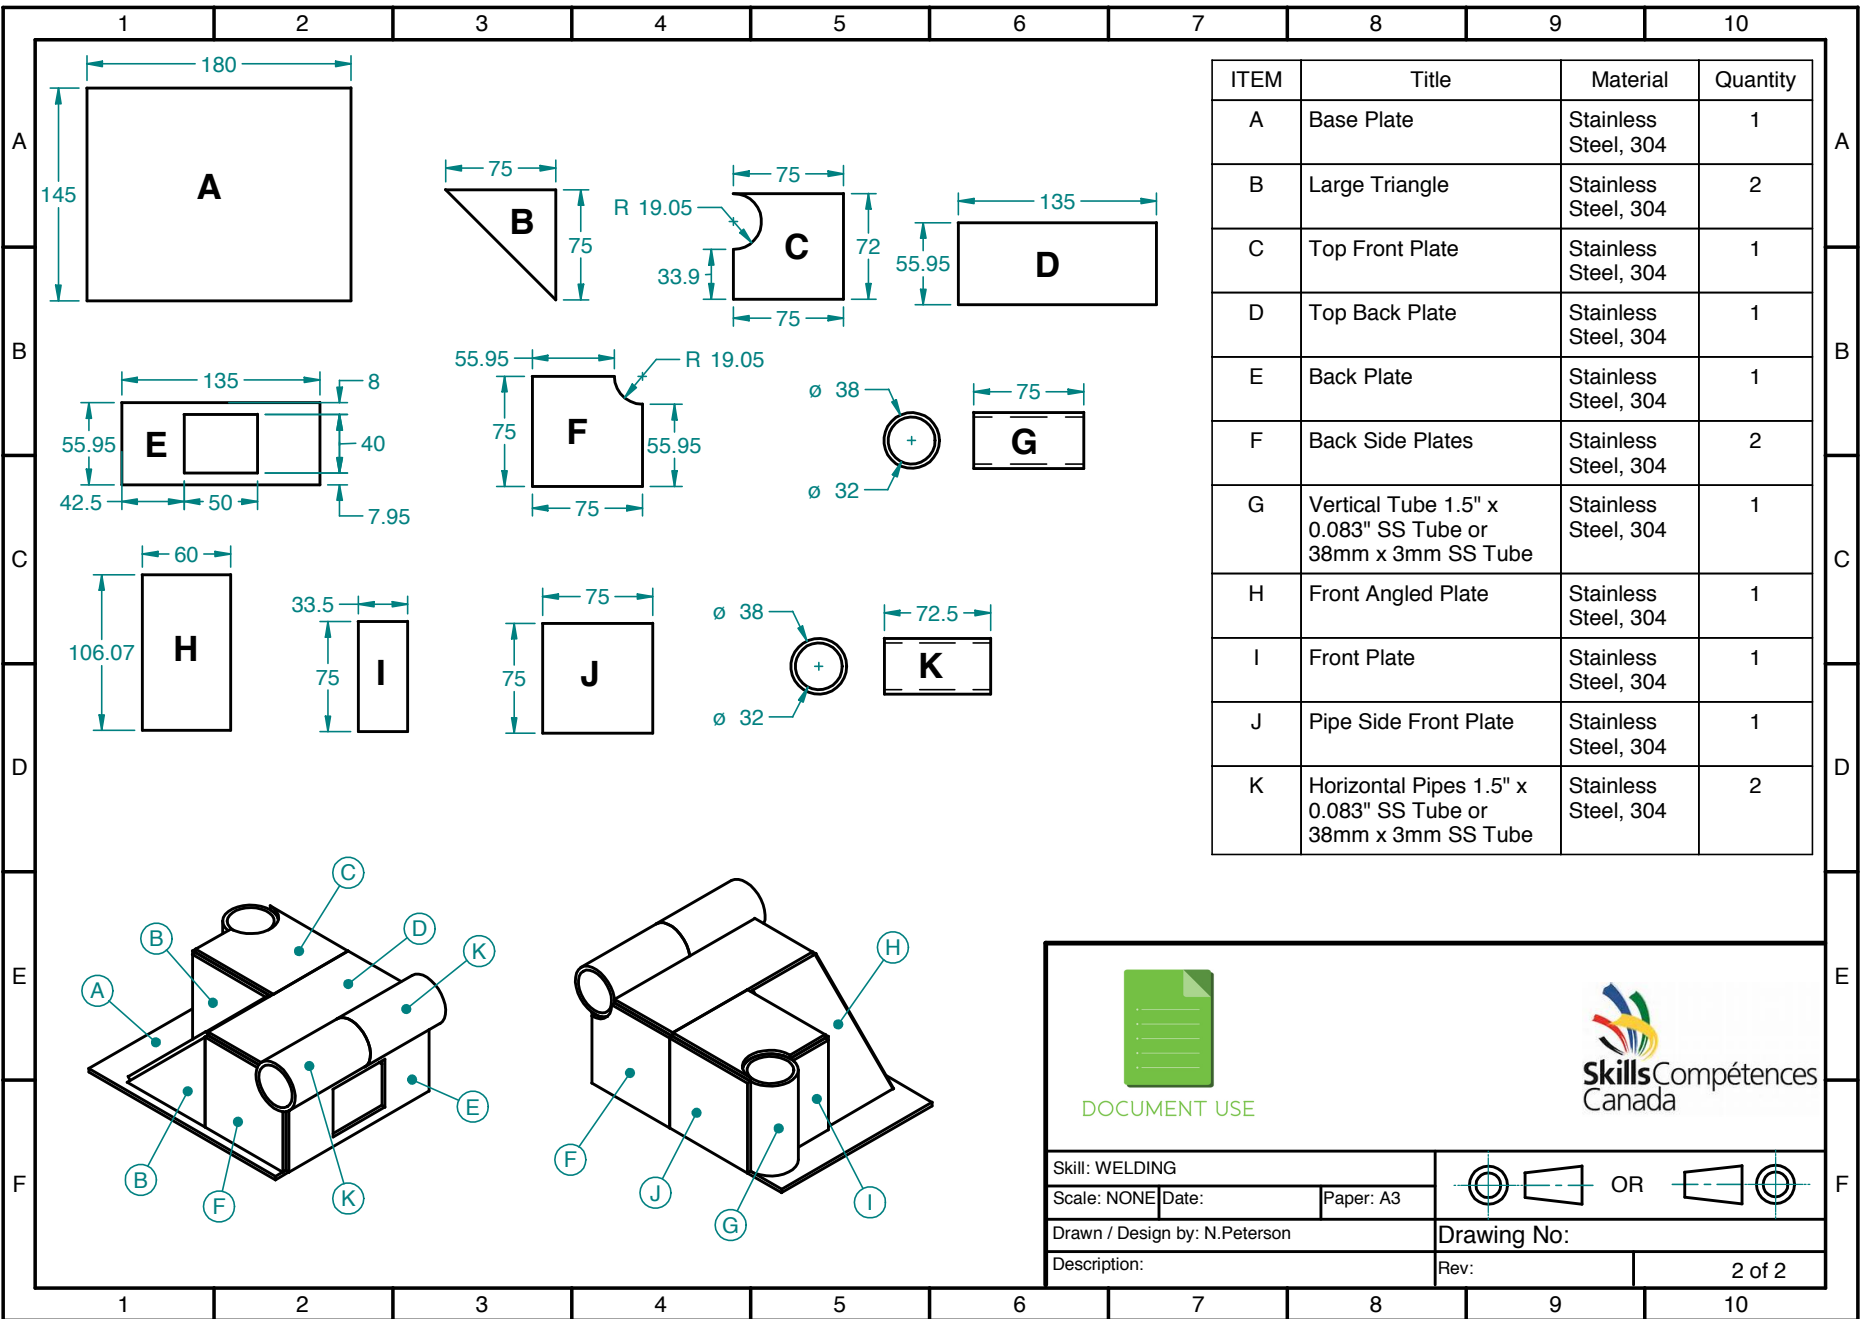 1 2 3 4 5 6 7 8 9 10
A
B
C
D
E
F
A
B
C
D
E
F
180
145
A
75
75
B
75
R 19.05
33.9
72
75
C
135
55.95
D
135
8
55.95
40
42.5
50
7.95
E
55.95
R 19.05
75
55.95
75
F
ø 38
ø 32
75
G
60
106.07
H
33.5
75
I
75
75
J
ø 38
ø 32
72.5
K
ITEM Title Material Quantity
A Base Plate Stainless 1
Steel, 304
B Large Triangle Stainless 2
Steel, 304
C Top Front Plate Stainless 1
Steel, 304
D Top Back Plate Stainless 1
Steel, 304
E Back Plate Stainless 1
Steel, 304
F Back Side Plates Stainless 2
Steel, 304
G Vertical Tube 1.5" x Stainless 1
0.083" SS Tube or Steel, 304
38mm x 3mm SS Tube
H Front Angled Plate Stainless 1
Steel, 304
I Front Plate Stainless 1
Steel, 304
J Pipe Side Front Plate Stainless 1
Steel, 304
K Horizontal Pipes 1.5" x Stainless 2
0.083" SS Tube or Steel, 304
38mm x 3mm SS Tube
C
D
K
B
A
E
B
F
K
H
F
J
G
I
DOCUMENT USE
Skills Compétences
Canada
Skill: WELDING
Scale: NONE Date: Paper: A3
OR
Drawn / Design by: N.Peterson
Drawing No:
Description:
Rev:
2 of 2
1 2 3 4 5 6 7 8 9 10